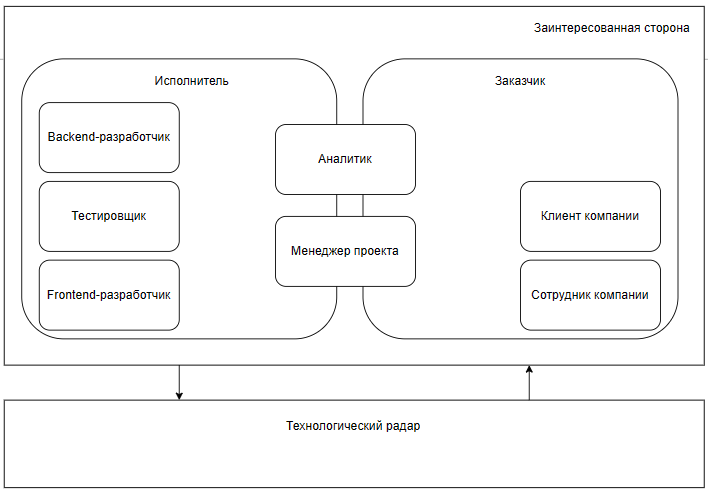 Заинтересованная сторона
Исполнитель
Заказчик
Backend-разработчик
Аналитик
Тестировщик
Клиент компании
Менеджер проекта
Frontend-разработчик
Сотрудник компании
Технологический радар